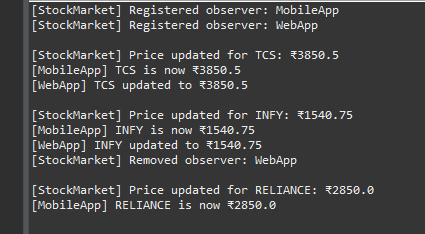 [StockMarket] Registered observer: MobileApp
[StockMarket] Registered observer: WebApp
[StockMarket] Price updated for TCS: ₹3850.5
[MobileApp] TCS is now ₹3850.5
[WebApp] TCS updated to ₹3850.5
[StockMarket] Price updated for INFY: ₹1540.75
[MobileApp] INFY is now ₹1540.75
[WebApp] INFY updated to ₹1540.75
[StockMarket] Removed observer: WebApp
[StockMarket] Price updated for RELIANCE: ₹2850.0
[MobileApp] RELIANCE is now ₹2850.0